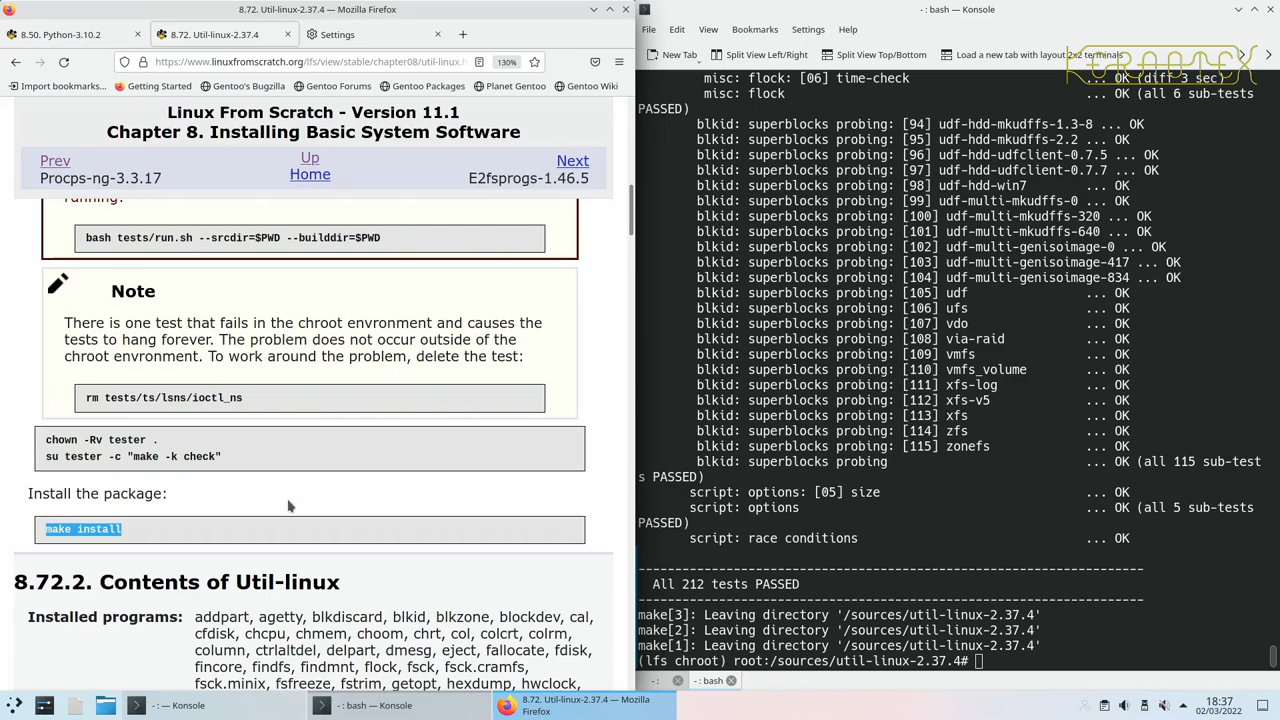 8.72. Util-linux-2.37.4 — Mozilla Firefox
8.50. Python-3.10.2
8.72. Util-linux-2.37.4
Settings
https://www.linuxfromscratch.org/lfs/view/stable/c
130%
Import bookmarks...
Getting Started
Gentoo's Bugzilla
Gentoo Forums
Gentoo Packages
Planet Gentoo
Gentoo Wiki
Linux From Scratch - Version 11.1
Chapter 8. Installing Basic System Software
Prev
Up
Next
Procps-ng-3.3.17
Home
E2fsprogs-1.46.5
running:
bash tests/run.sh --srcdir=$PWD --builddir=$PWD
Note
There is one test that fails in the chroot envronment and causes the
tests to hang forever. The problem does not occur outside of the
chroot envronment. To work around the problem, delete the test:
rm tests/ts/lsns/ioctl_ns
chown -Rv tester .
su tester -c "make -k check"
Install the package:
make install
8.72.2. Contents of Util-linux
Installed programs:
addpart, agetty, blkdiscard, blkid, blkzone, blockdev, cal,
cfdisk, chcpu, chmem, choom, chrt, col, colcrt, colrm,
column, ctrlaltdel, delpart, dmesg, eject, fallocate, fdisk,
fincore, findfs, findmnt, flock, fsck, fsck.cramfs,
fsck.minix, fsfreeze, fstrim, getopt, hexdump, hwclock,
- : bash — Konsole
File Edit View Bookmarks Settings Help
New Tab
Split View Left/Right
Split View Top/Bottom
Load a new tab with layout 2x2 terminals
misc: flock: [06] time-check ... OK (diff 3 sec)
misc: flock ... OK (all 6 sub-tests
PASSED)
blkid: superblocks probing: [94] udf-hdd-mkudffs-1.3-8 ... OK
blkid: superblocks probing: [95] udf-hdd-mkudffs-2.2 ... OK
blkid: superblocks probing: [96] udf-hdd-udfclient-0.7.5 ... OK
blkid: superblocks probing: [97] udf-hdd-udfclient-0.7.7 ... OK
blkid: superblocks probing: [98] udf-hdd-win7 ... OK
blkid: superblocks probing: [99] udf-multi-mkudffs-0 ... OK
blkid: superblocks probing: [100] udf-multi-mkudffs-320 ... OK
blkid: superblocks probing: [101] udf-multi-mkudffs-640 ... OK
blkid: superblocks probing: [102] udf-multi-genisoimage-0 ... OK
blkid: superblocks probing: [103] udf-multi-genisoimage-417 ... OK
blkid: superblocks probing: [104] udf-multi-genisoimage-834 ... OK
blkid: superblocks probing: [105] udf ... OK
blkid: superblocks probing: [106] ufs ... OK
blkid: superblocks probing: [107] vdo ... OK
blkid: superblocks probing: [108] via-raid ... OK
blkid: superblocks probing: [109] vmfs ... OK
blkid: superblocks probing: [110] vmfs_volume ... OK
blkid: superblocks probing: [111] xfs-log ... OK
blkid: superblocks probing: [112] xfs-v5 ... OK
blkid: superblocks probing: [113] xfs ... OK
blkid: superblocks probing: [114] zfs ... OK
blkid: superblocks probing: [115] zonefs ... OK
blkid: superblocks probing ... OK (all 115 sub-test
s PASSED)
script: options: [05] size ... OK
script: options ... OK (all 5 sub-tests
PASSED)
script: race conditions ... OK
---------------------------------------------------------------------
All 212 tests PASSED
---------------------------------------------------------------------
make[3]: Leaving directory '/sources/util-linux-2.37.4'
make[2]: Leaving directory '/sources/util-linux-2.37.4'
make[1]: Leaving directory '/sources/util-linux-2.37.4'
(lfs chroot) root:/sources/util-linux-2.37.4#
- :
- : bash
- : — Konsole
- : bash — Konsole
8.72. Util-linux-2.37.4 — Mozilla
Firefox
18:37
02/03/2022